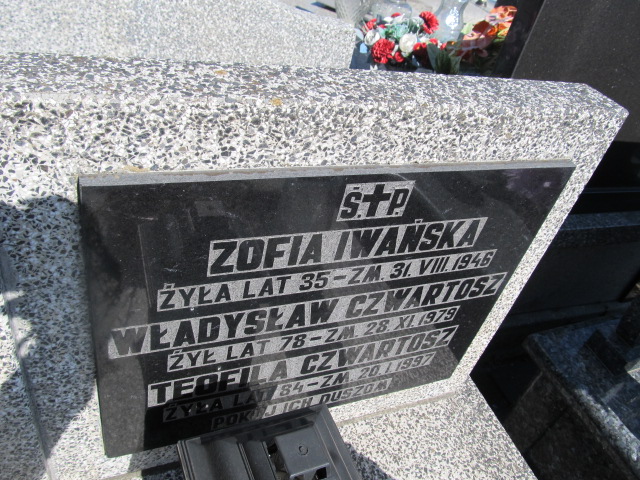 Ś.✝P.
ZOFIA IWAŃSKA
ŻYŁA LAT 35 – ZM. 31. VIII. 1946
WŁADYSŁAW CZWARTOSZ
ŻYŁ LAT 78 – ZM. 28 XI. 1979
TEOFILA CZWARTOSZ
ŻYŁA LAT 84 – ZM. 20 I 1997
POKÓJ ICH DUSZOM